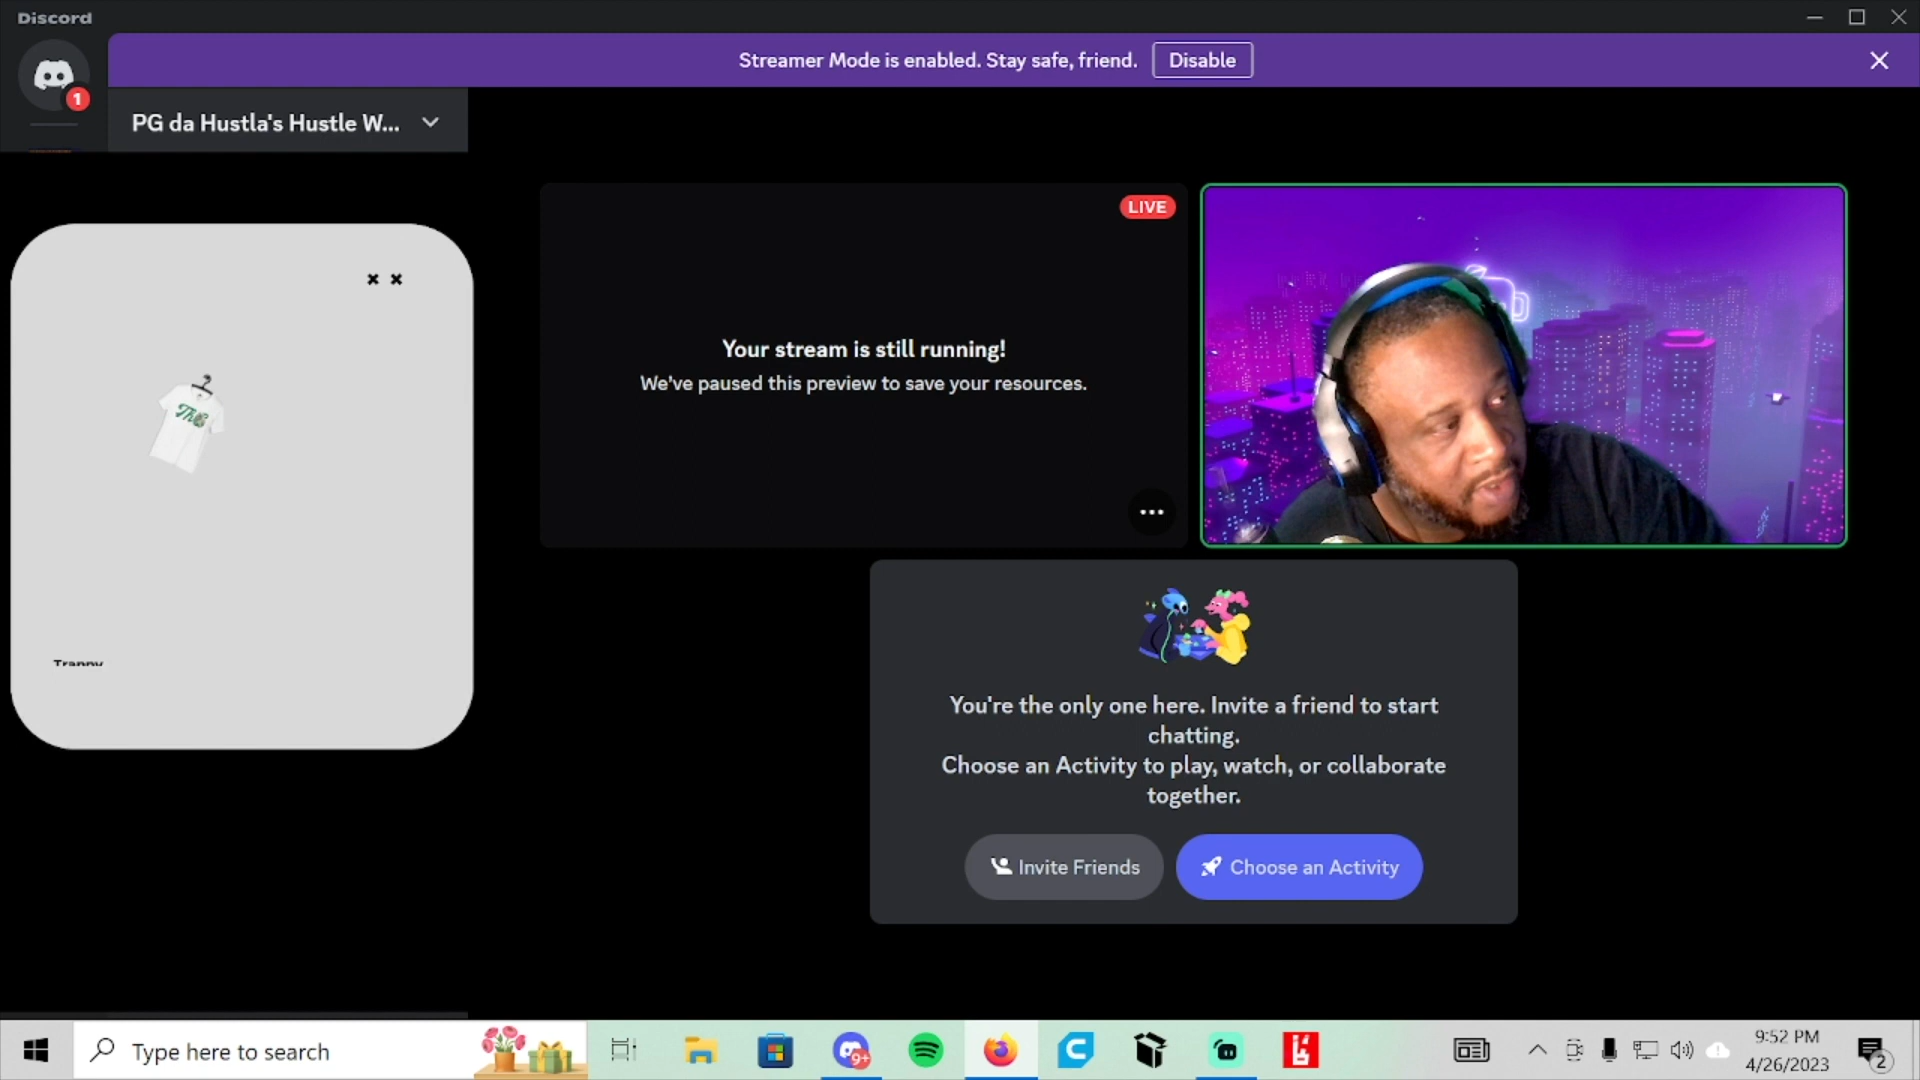 Discord
Streamer Mode is enabled. Stay safe, friend.
Disable
1
PG da Hustla's Hustle W...
LIVE
Your stream is still running!
We've paused this preview to save your resources.
Invite Friends
You're the only one here. Invite a friend to start
chatting.
Choose an Activity to play, watch, or collaborate
together.
Choose an Activity
Type here to search
9+
9:52 PM
4/26/2023
2